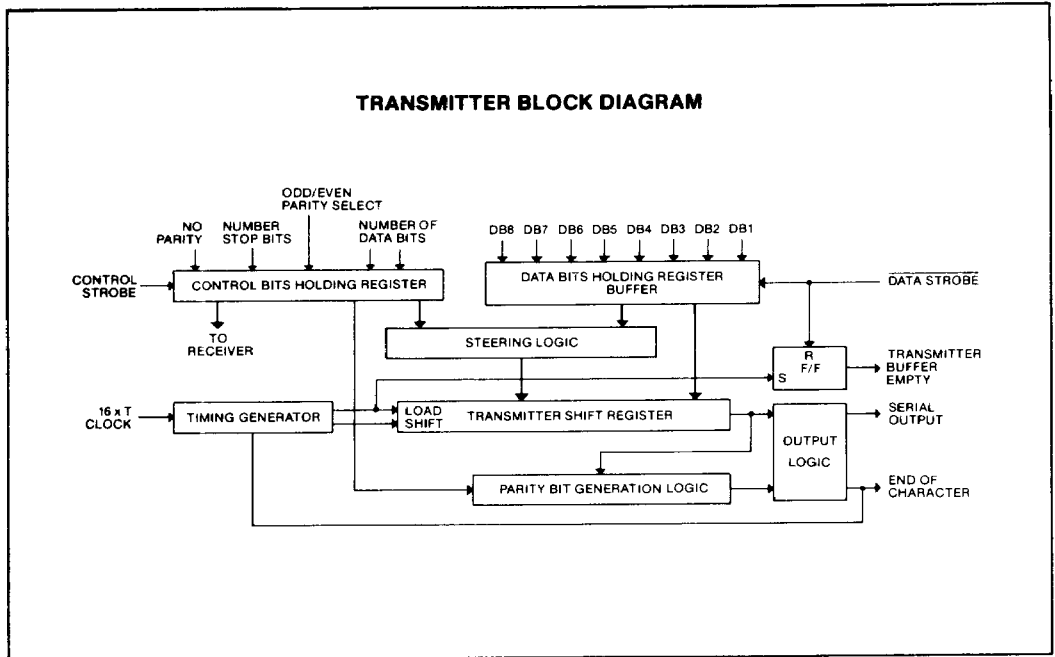 TRANSMITTER BLOCK DIAGRAM
ODD/EVEN
PARITY SELECT
NO
PARITY
NUMBER
STOP BITS
NUMBER OF
DATA BITS
DB8 DB7 DB6 DB5 DB4 DB3 DB2 DB1
CONTROL
STROBE
CONTROL BITS HOLDING REGISTER
DATA BITS HOLDING REGISTER
BUFFER
DATA STROBE
TO
RECEIVER
STEERING LOGIC
R
F/F
S
TRANSMITTER
BUFFER
EMPTY
16 x T
CLOCK
TIMING GENERATOR
LOAD
SHIFT
TRANSMITTER SHIFT REGISTER
OUTPUT
LOGIC
SERIAL
OUTPUT
PARITY BIT GENERATION LOGIC
END OF
CHARACTER